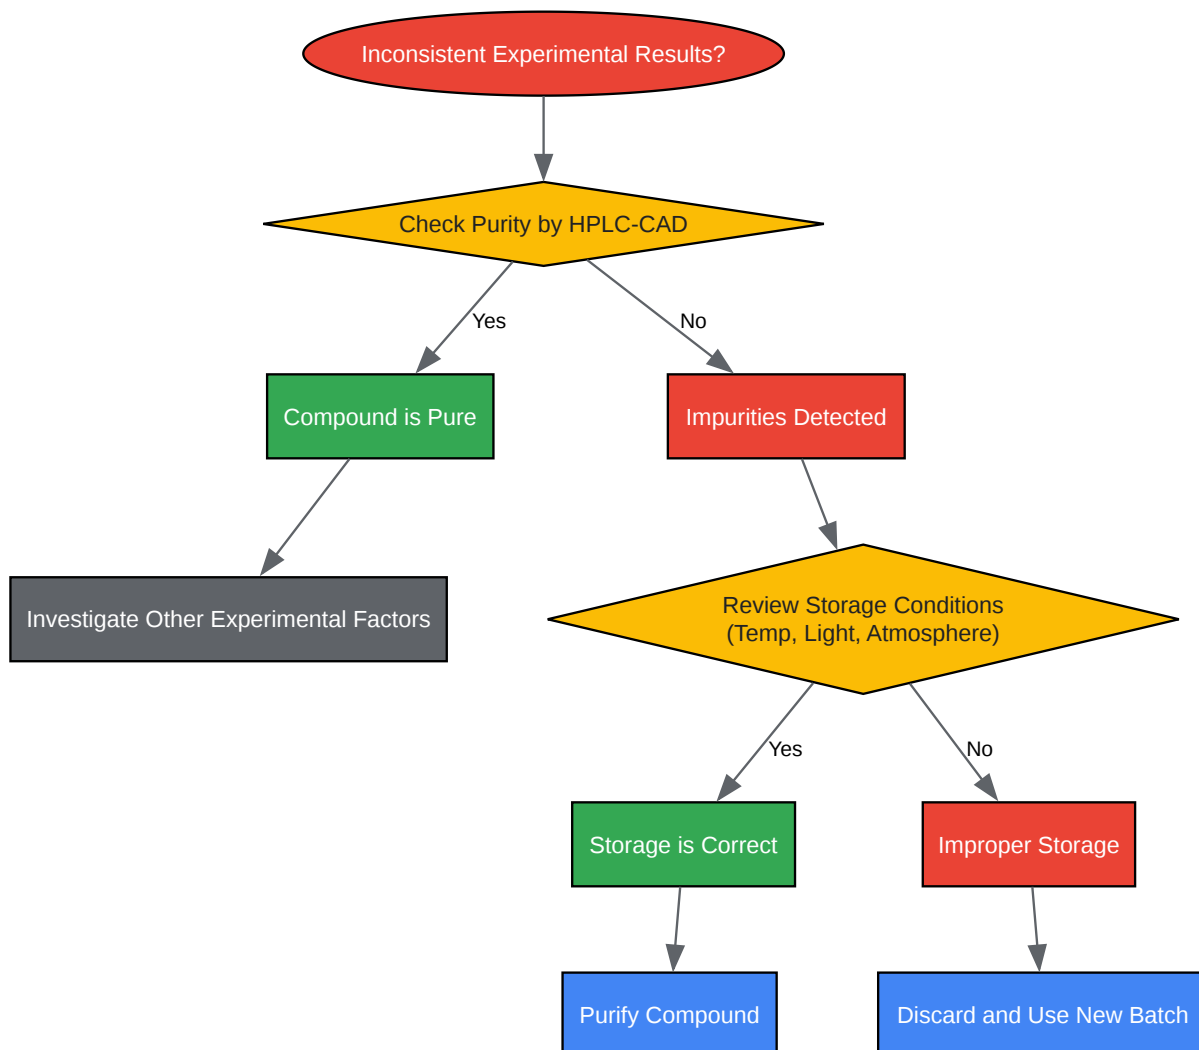 Inconsistent Experimental Results?
Check Purity by HPLC-CAD
Yes
No
Compound is Pure
Impurities Detected
Investigate Other Experimental Factors
Review Storage Conditions
(Temp, Light, Atmosphere)
Yes
No
Storage is Correct
Improper Storage
Purify Compound
Discard and Use New Batch